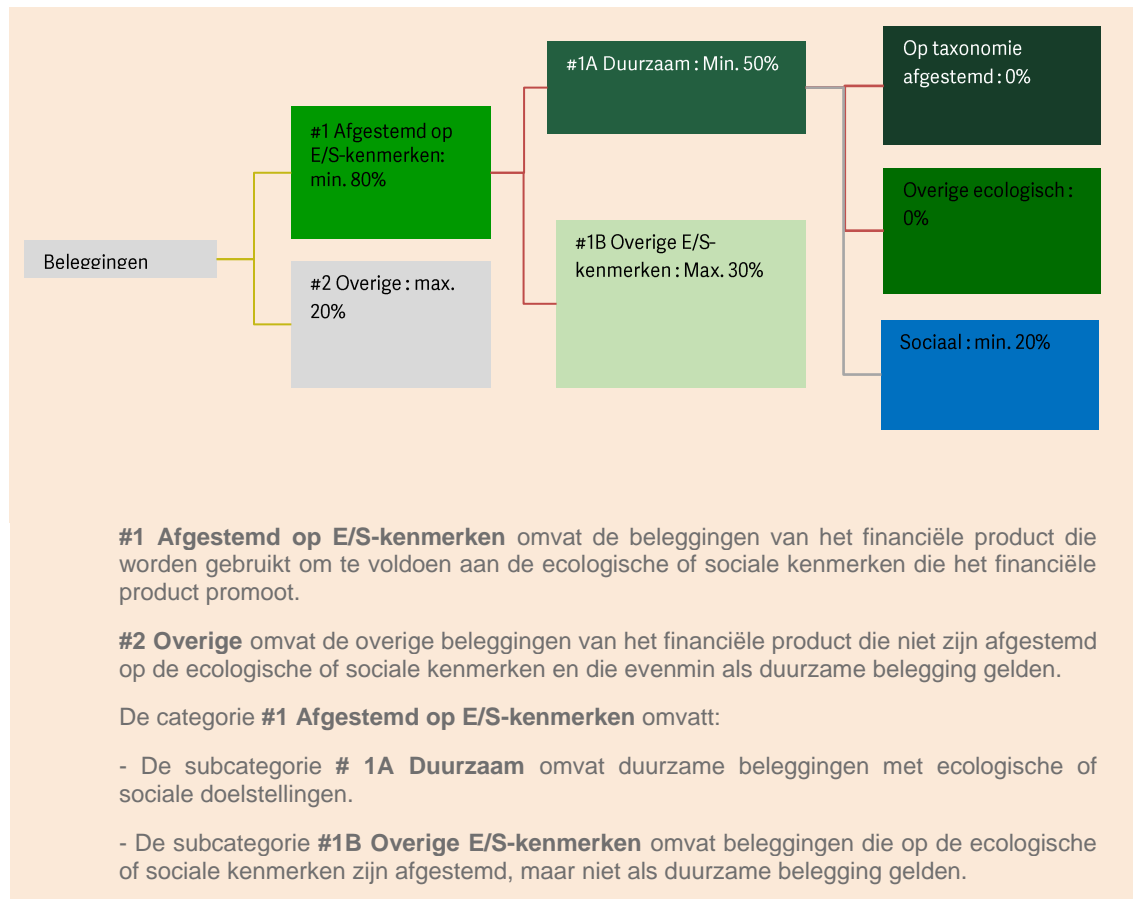 Beleggingen
#1 Afgestemd op
E/S-kenmerken:
min. 80%
#2 Overige : max.
20%
#1A Duurzaam : Min. 50%
#1B Overige E/S-
kenmerken : Max. 30%
Op taxonomie
afgestemd : 0%
Overige ecologisch :
0%
Sociaal : min. 20%
#1 Afgestemd op E/S-kenmerken omvat de beleggingen van het financiële product die
worden gebruikt om te voldoen aan de ecologische of sociale kenmerken die het financiële
product promoot.
#2 Overige omvat de overige beleggingen van het financiële product die niet zijn afgestemd
op de ecologische of sociale kenmerken en die evenmin als duurzame belegging gelden.
De categorie #1 Afgestemd op E/S-kenmerken omvatt:
- De subcategorie # 1A Duurzaam omvat duurzame beleggingen met ecologische of
sociale doelstellingen.
- De subcategorie #1B Overige E/S-kenmerken omvat beleggingen die op de ecologische
of sociale kenmerken zijn afgestemd, maar niet als duurzame belegging gelden.